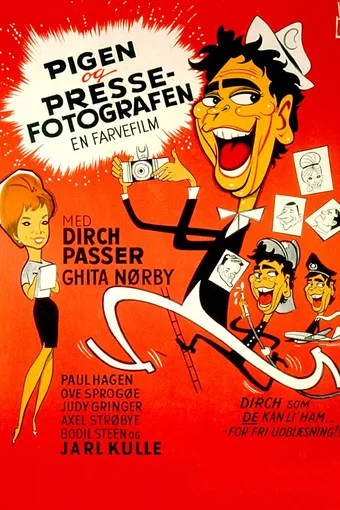 PIGEN
og
PRESSE-
FOTOGRAFEN
EN FARVEFILM
MED
DIRCH
PASSER
GHITA NØRBY
PAUL HAGEN
OVE SPROGØE
JUDY GRINGER
AXEL STRØBYE
BODIL STEEN og
JARL KULLE
DIRCH som
DE KAN LI' HAM...
-FOR FRI UDBLÆSNING!!